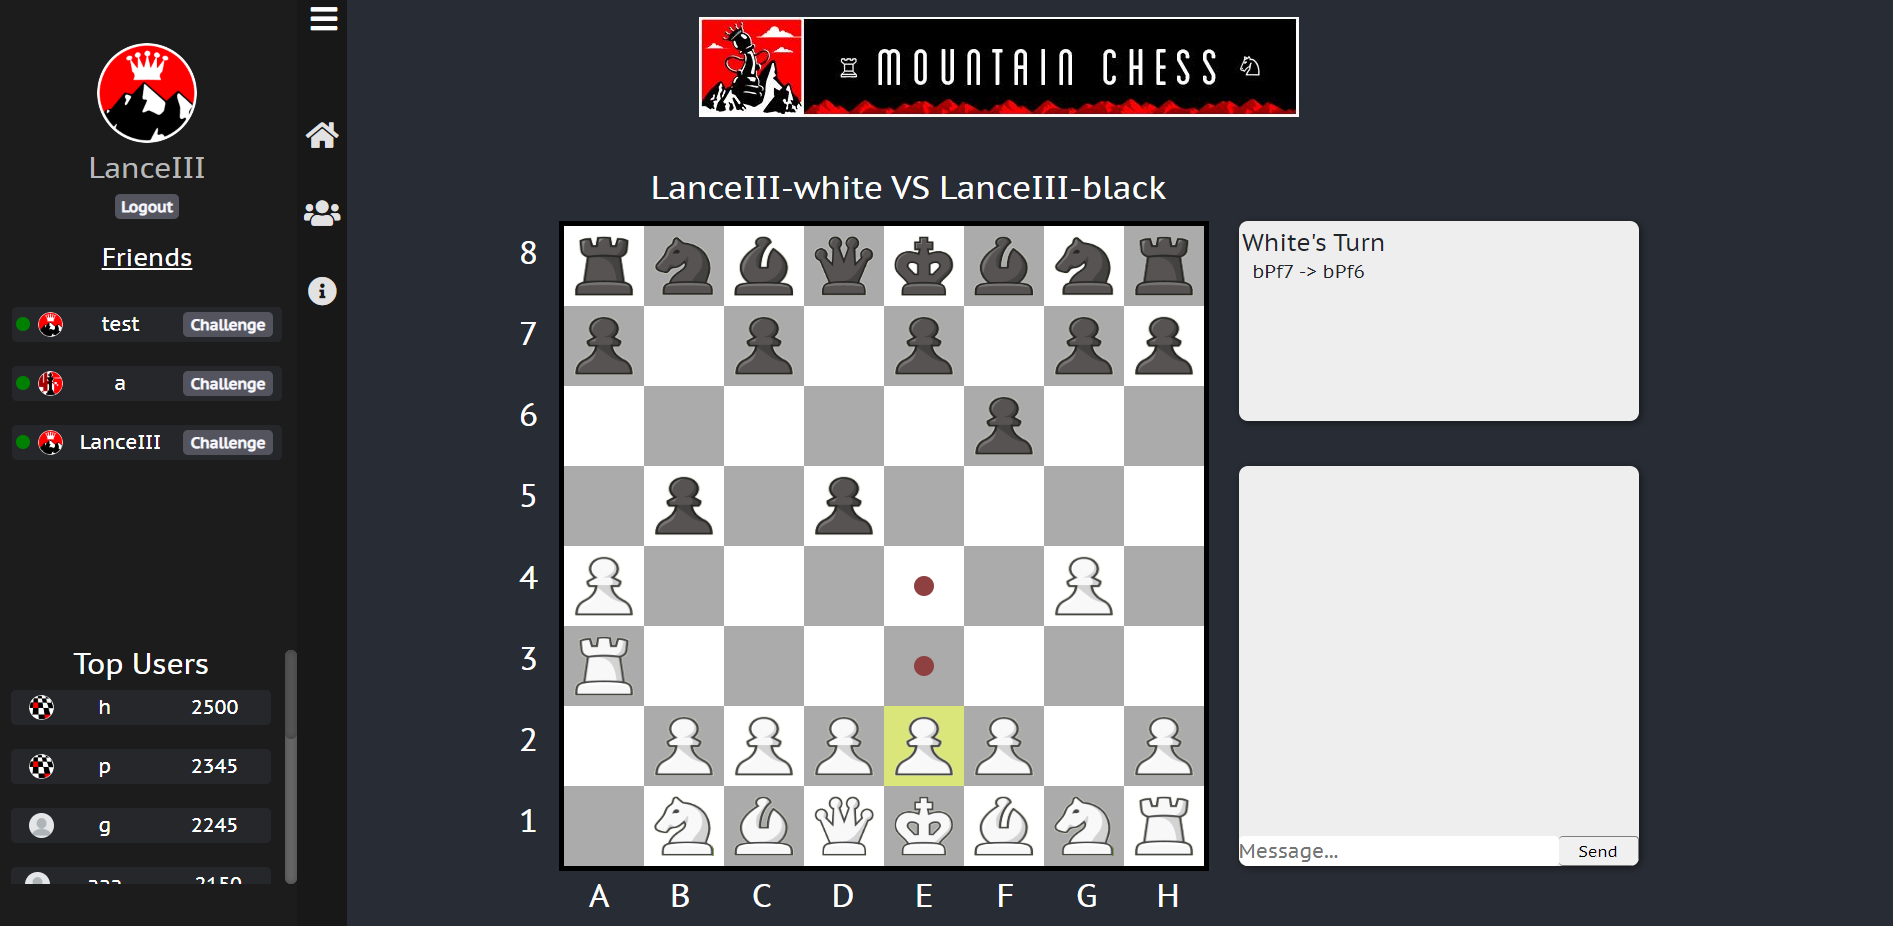 MOUNTAIN CHESS
LanceIII
Logout
Friends
test Challenge
a Challenge
LanceIII Challenge
Top Users
h 2500
p 2345
g 2245
LanceIII-white VS LanceIII-black
8
7
6
5
4
3
2
1
A B C D E F G H
White's Turn
bPf7 -> bPf6
Message... Send